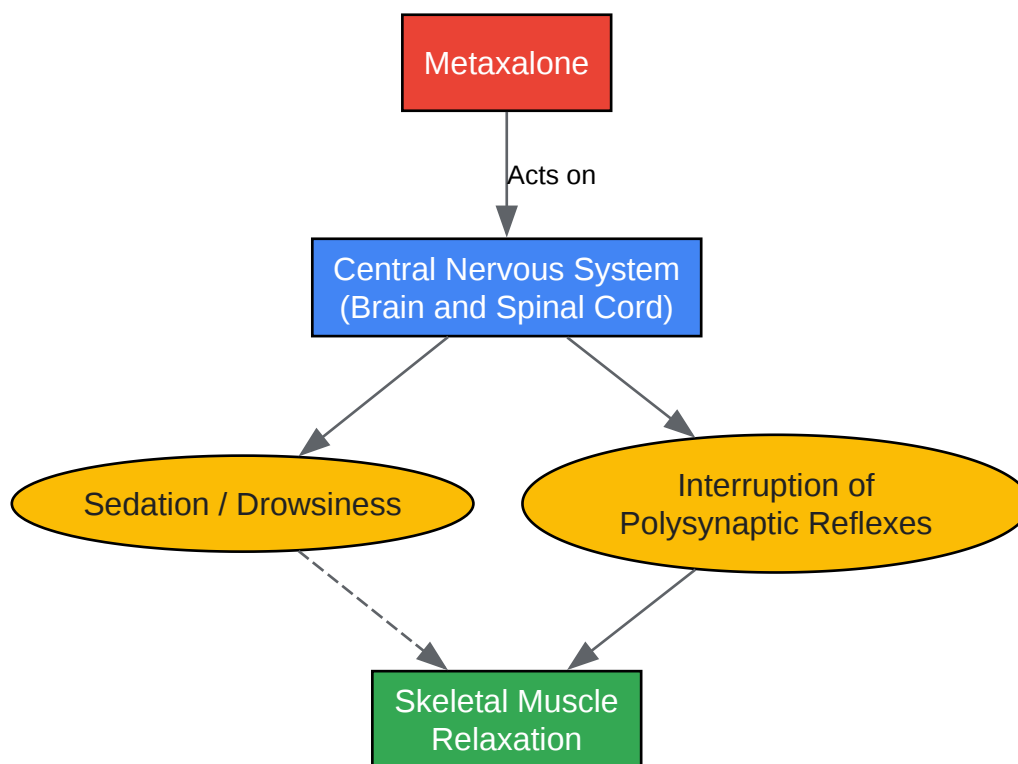 Metaxalone
Acts on
Central Nervous System
(Brain and Spinal Cord)
Sedation / Drowsiness
Interruption of
Polysynaptic Reflexes
Skeletal Muscle
Relaxation